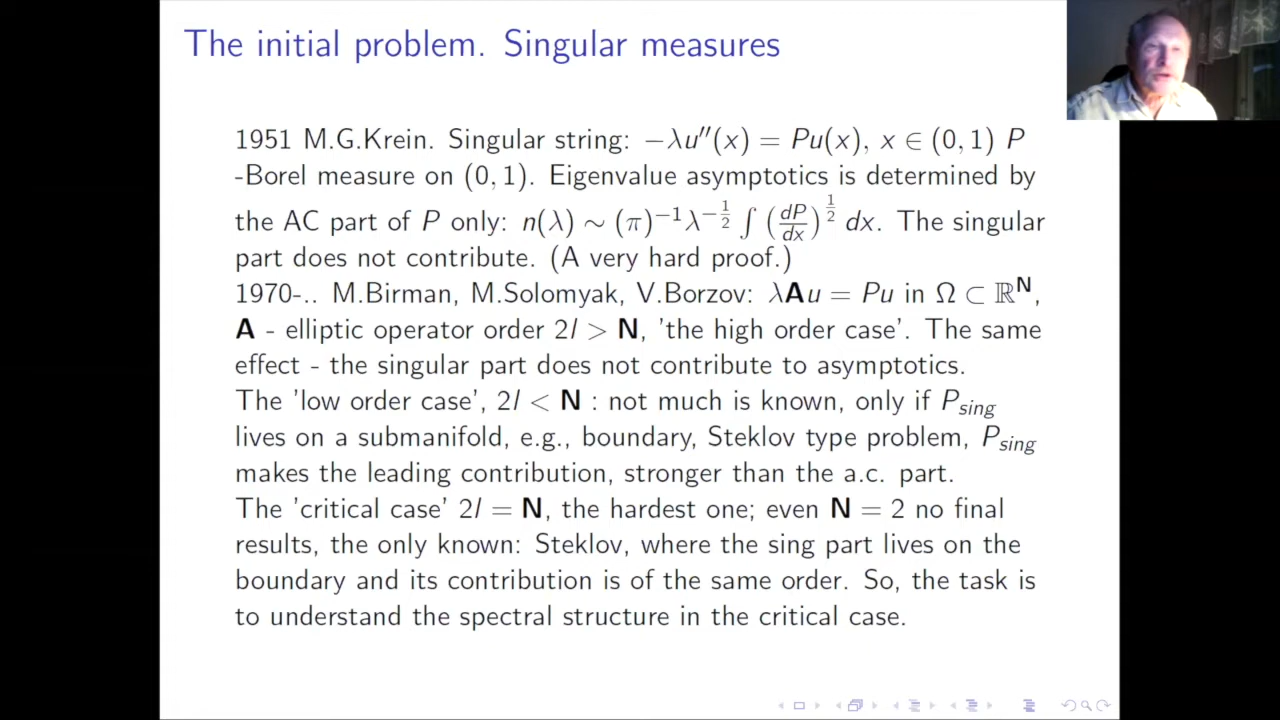 The initial problem. Singular measures
1951 M.G.Krein. Singular string: −λu′′(x) = Pu(x), x ∈ (0, 1) P
-Borel measure on (0, 1). Eigenvalue asymptotics is determined by
the AC part of P only: n(λ) ∼ (π)^{−1}λ^{−\frac{1}{2}} ∫ (\frac{dP}{dx})^{\frac{1}{2}} dx. The singular
part does not contribute. (A very hard proof.)
1970-.. M.Birman, M.Solomyak, V.Borzov: λAu = Pu in Ω ⊂ ℝ^N,
A - elliptic operator order 2l > N, 'the high order case'. The same
effect - the singular part does not contribute to asymptotics.
The 'low order case', 2l < N : not much is known, only if P_{sing}
lives on a submanifold, e.g., boundary, Steklov type problem, P_{sing}
makes the leading contribution, stronger than the a.c. part.
The 'critical case' 2l = N, the hardest one; even N = 2 no final
results, the only known: Steklov, where the sing part lives on the
boundary and its contribution is of the same order. So, the task is
to understand the spectral structure in the critical case.